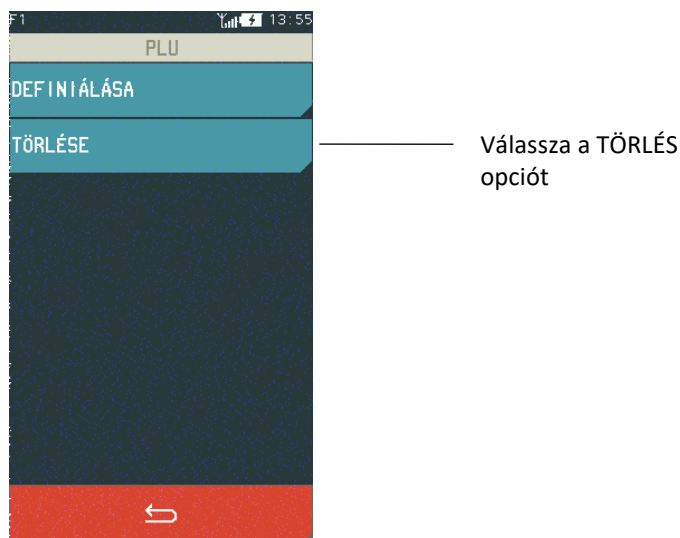 F1 13:55
PLU
DEFINIÁLÁSA
TÖRLÉSE
Válassza a TÖRLÉS
opciót